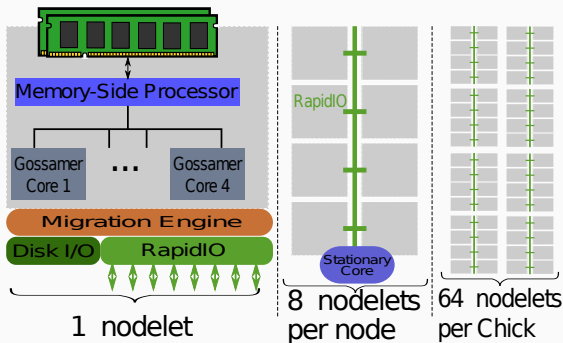 Memory-Side Processor
Gossamer
Core 1
...
Gossamer
Core 4
Migration Engine
Disk I/O
RapidIO
1 nodelet
RapidIO
Stationary
Core
8 nodelets
per node
64 nodelets
per Chick